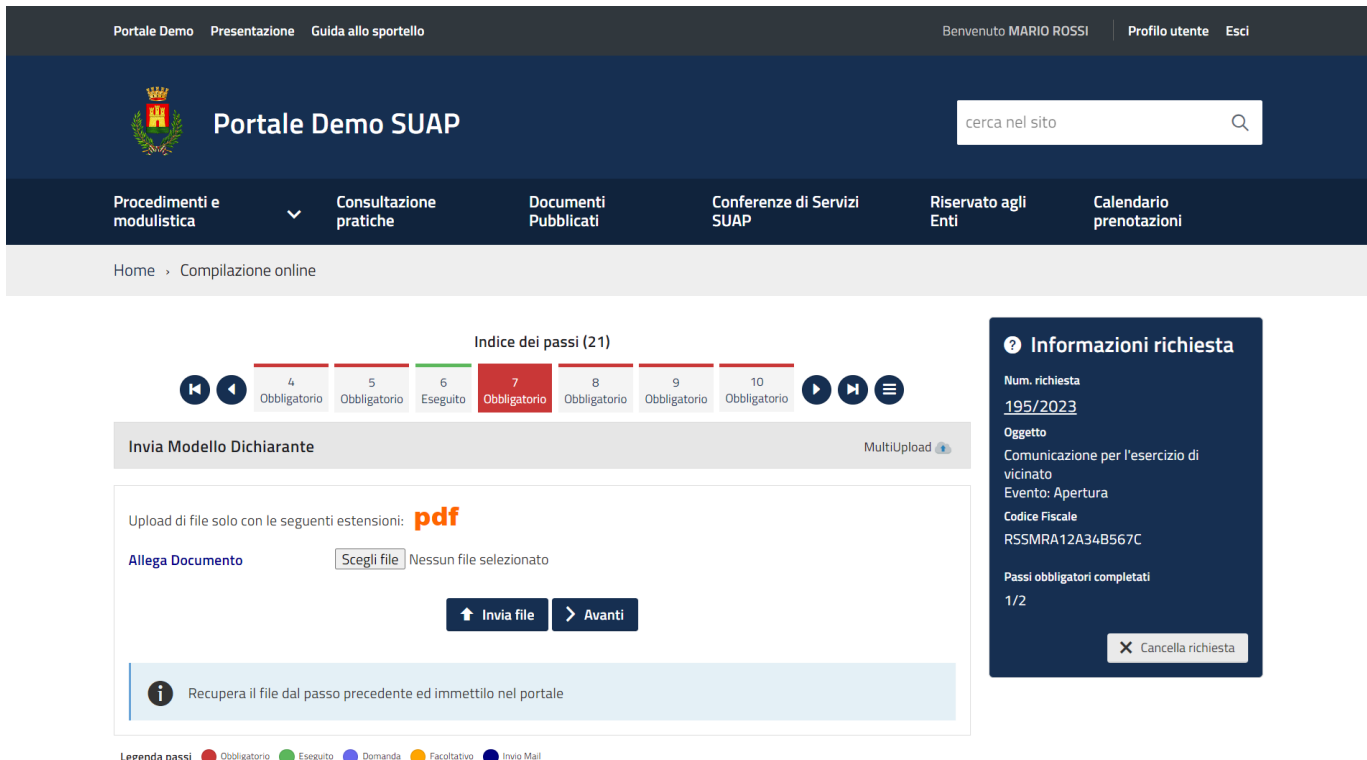 Portale Demo Presentazione Guida allo sportello Benvenuto MARIO ROSSI Profilo utente Esci
Portale Demo SUAP
cerca nel sito
Procedimenti e modulistica
Consultazione pratiche
Documenti Pubblicati
Conferenze di Servizi SUAP
Riservato agli Enti
Calendario prenotazioni
Home › Compilazione online
Indice dei passi (21)
4 Obbligatorio
5 Obbligatorio
6 Eseguito
7 Obbligatorio
8 Obbligatorio
9 Obbligatorio
10 Obbligatorio
Invia Modello Dichiarante MultiUpload
Upload di file solo con le seguenti estensioni: pdf
Allega Documento Scegli file Nessun file selezionato
Invia file Avanti
Recupera il file dal passo precedente ed immettilo nel portale
Legenda passi Obbligatorio Eseguito Domanda Facoltativo Invio Mail
Informazioni richiesta
Num. richiesta
195/2023
Oggetto
Comunicazione per l'esercizio di
vicinato
Evento: Apertura
Codice Fiscale
RSSMRA12A34B567C
Passi obbligatori completati
1/2
Cancella richiesta